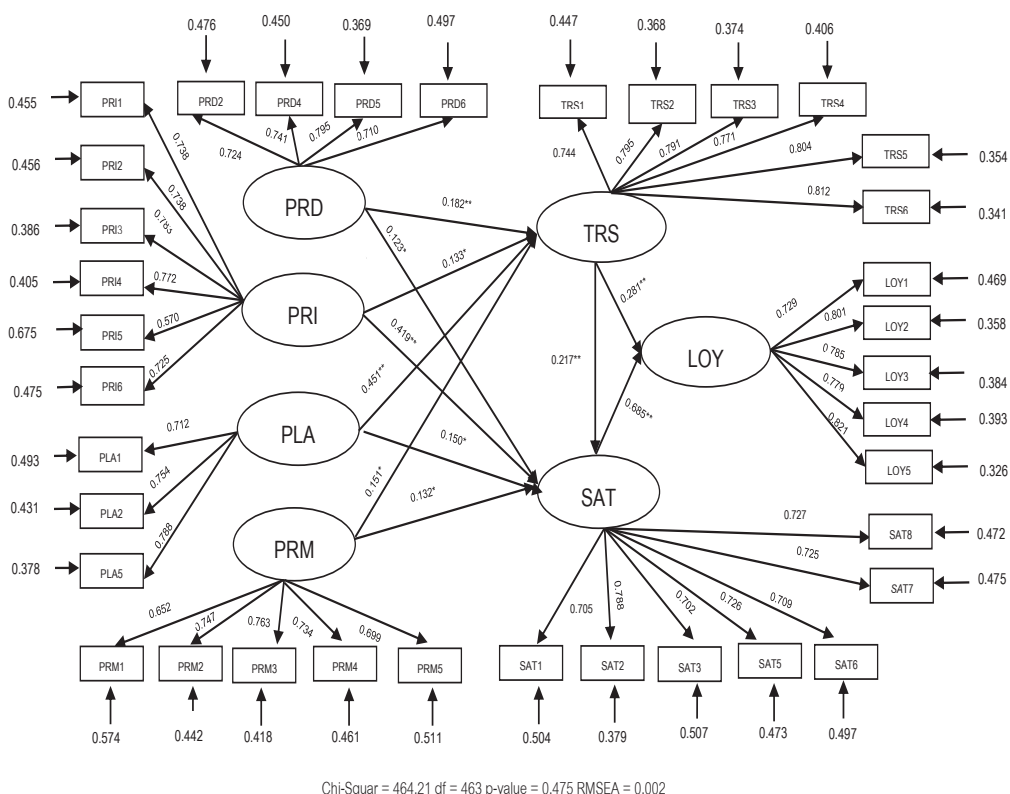 0.476 0.450 0.369 0.497
0.447 0.368 0.374 0.406
0.455 PRI1 PRD2 PRD4 PRD5 PRD6 TRS1 TRS2 TRS3 TRS4
0.724 0.741 0.795 0.710
0.744 0.795 0.791 0.771 0.804 0.812
TRS5 0.354
TRS6 0.341
0.456 PRI2
0.386 PRI3
0.405 PRI4
0.675 PRI5
0.475 PRI6
0.738
0.738
0.783
0.772
0.570
0.725
PRD
PRI
PLA
PRM
TRS
LOY
SAT
0.182**
0.123*
0.133*
0.419**
0.451**
0.150*
0.151*
0.132*
0.281**
0.217**
0.685**
0.729 LOY1 0.469
0.801 LOY2 0.358
0.785 LOY3 0.384
0.779 LOY4 0.393
0.821 LOY5 0.326
0.493 PLA1 0.712
0.431 PLA2 0.754
0.378 PLA5 0.788
0.727 SAT8 0.472
0.725 SAT7 0.475
0.652 0.747 0.763 0.734 0.699
0.705 0.788 0.702 0.726 0.709
PRM1 PRM2 PRM3 PRM4 PRM5 SAT1 SAT2 SAT3 SAT5 SAT6
0.574 0.442 0.418 0.461 0.511 0.504 0.379 0.507 0.473 0.497
Chi-Squar = 464.21 df = 463 p-value = 0.475 RMSEA = 0.002